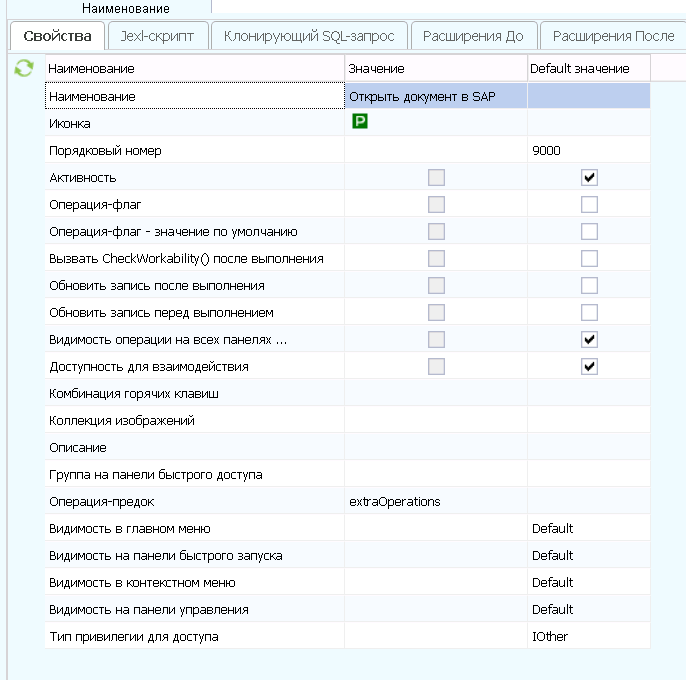 Наименование
Свойства Jexl-скрипт Клонирующий SQL-запрос Расширения До Расширения После
Наименование Значение Default значение
Наименование Открыть документ в SAP
Иконка P
Порядковый номер 9000
Активность
Операция-флаг
Операция-флаг - значение по умолчанию
Вызвать CheckWorkability() после выполнения
Обновить запись после выполнения
Обновить запись перед выполнением
Видимость операции на всех панелях ...
Доступность для взаимодействия
Комбинация горячих клавиш
Коллекция изображений
Описание
Группа на панели быстрого доступа
Операция-предок extraOperations
Видимость в главном меню Default
Видимость на панели быстрого запуска Default
Видимость в контекстном меню Default
Видимость на панели управления Default
Тип привилегии для доступа IOther